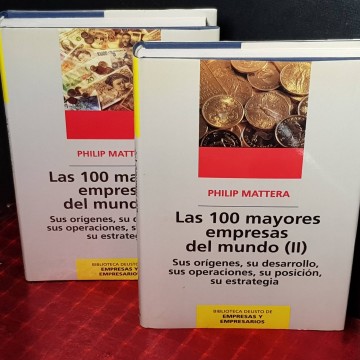 PHILIP MATT
Las 100 ma
empres
del mund
Sus orígenes, su d
sus operaciones, s
su estrateg
BIBLIOTECA DEUSTO DE
EMPRESAS Y
EMPRESARIOS
PHILIP MATTERA
Las 100 mayores
empresas
del mundo (II)
Sus orígenes, su desarrollo,
sus operaciones, su posición,
su estrategia
BIBLIOTECA DEUSTO DE
EMPRESAS Y
EMPRESARIOS